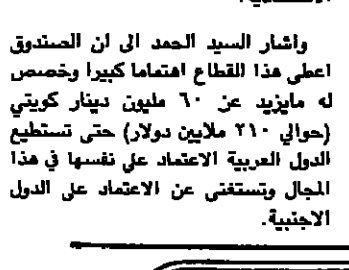 واشار السيد الحمد الى ان الصندوق
اعطى هذا القطاع اهتماما كبيرا وخصص
له مايزيد عن ٦٠ مليون دينار كويتي
(حوالي ٢١٠ ملايين دولار) حتى تستطيع
الدول العربية الاعتماد على نفسها في هذا
المجال وتستغنى عن الاعتماد على الدول
الاجنبية.